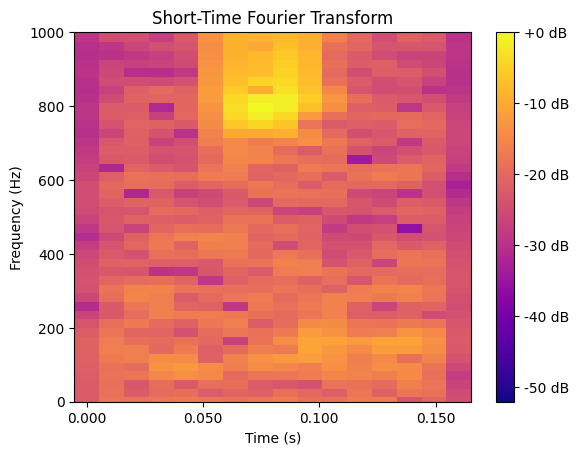 Short-Time Fourier Transform
1000
800
600
400
200
0
Frequency (Hz)
0.000
0.050
0.100
0.150
Time (s)
+0 dB
-10 dB
-20 dB
-30 dB
-40 dB
-50 dB